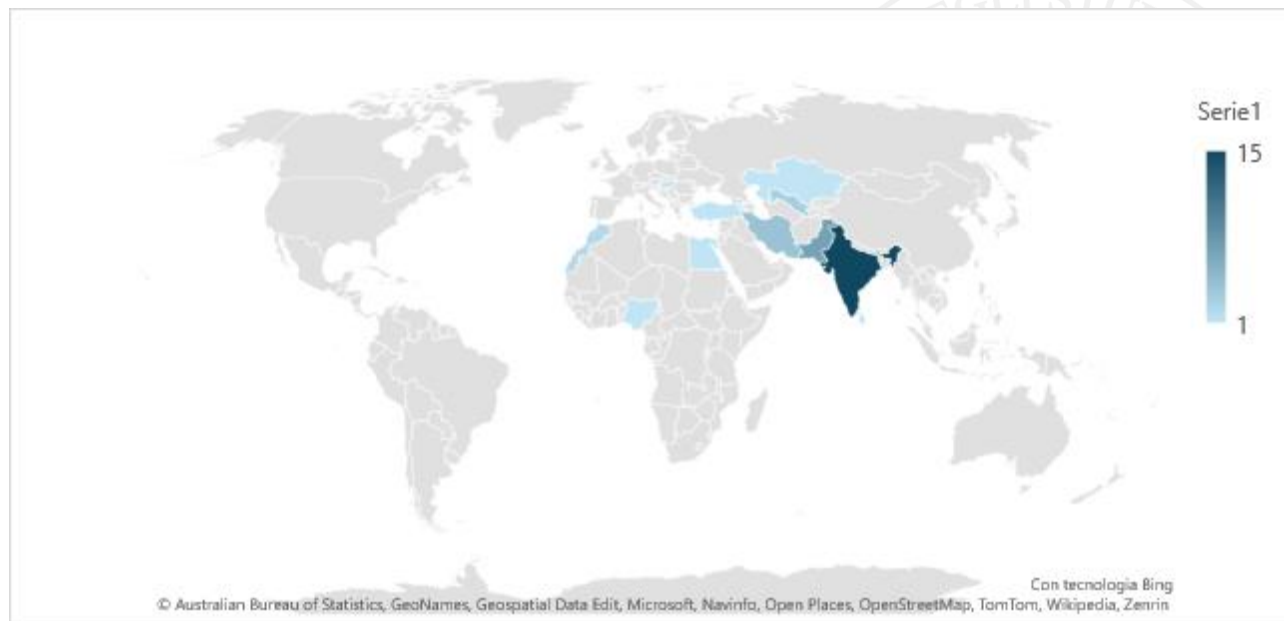 Serie1
15
1
Con tecnologia Bing
© Australian Bureau of Statistics, GeoNames, Geospatial Data Edit, Microsoft, Navinfo, Open Places, OpenStreetMap, TomTom, Wikipedia, Zenrin